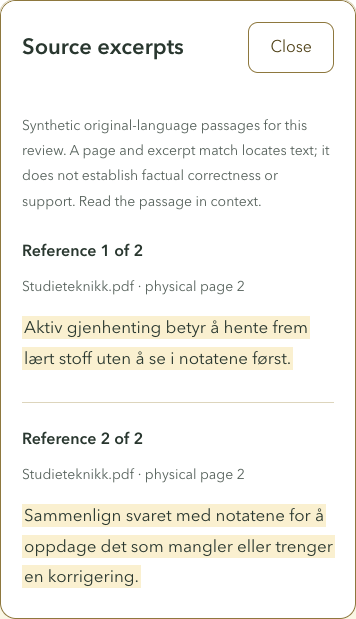 Source excerpts
Close
Synthetic original-language passages for this
review. A page and excerpt match locates text; it
does not establish factual correctness or
support. Read the passage in context.
Reference 1 of 2
Studieteknikk.pdf · physical page 2
Aktiv gjenhenting betyr å hente frem
lært stoff uten å se i notatene først.
Reference 2 of 2
Studieteknikk.pdf · physical page 2
Sammenlign svaret med notatene for å
oppdage det som mangler eller trenger
en korrigering.